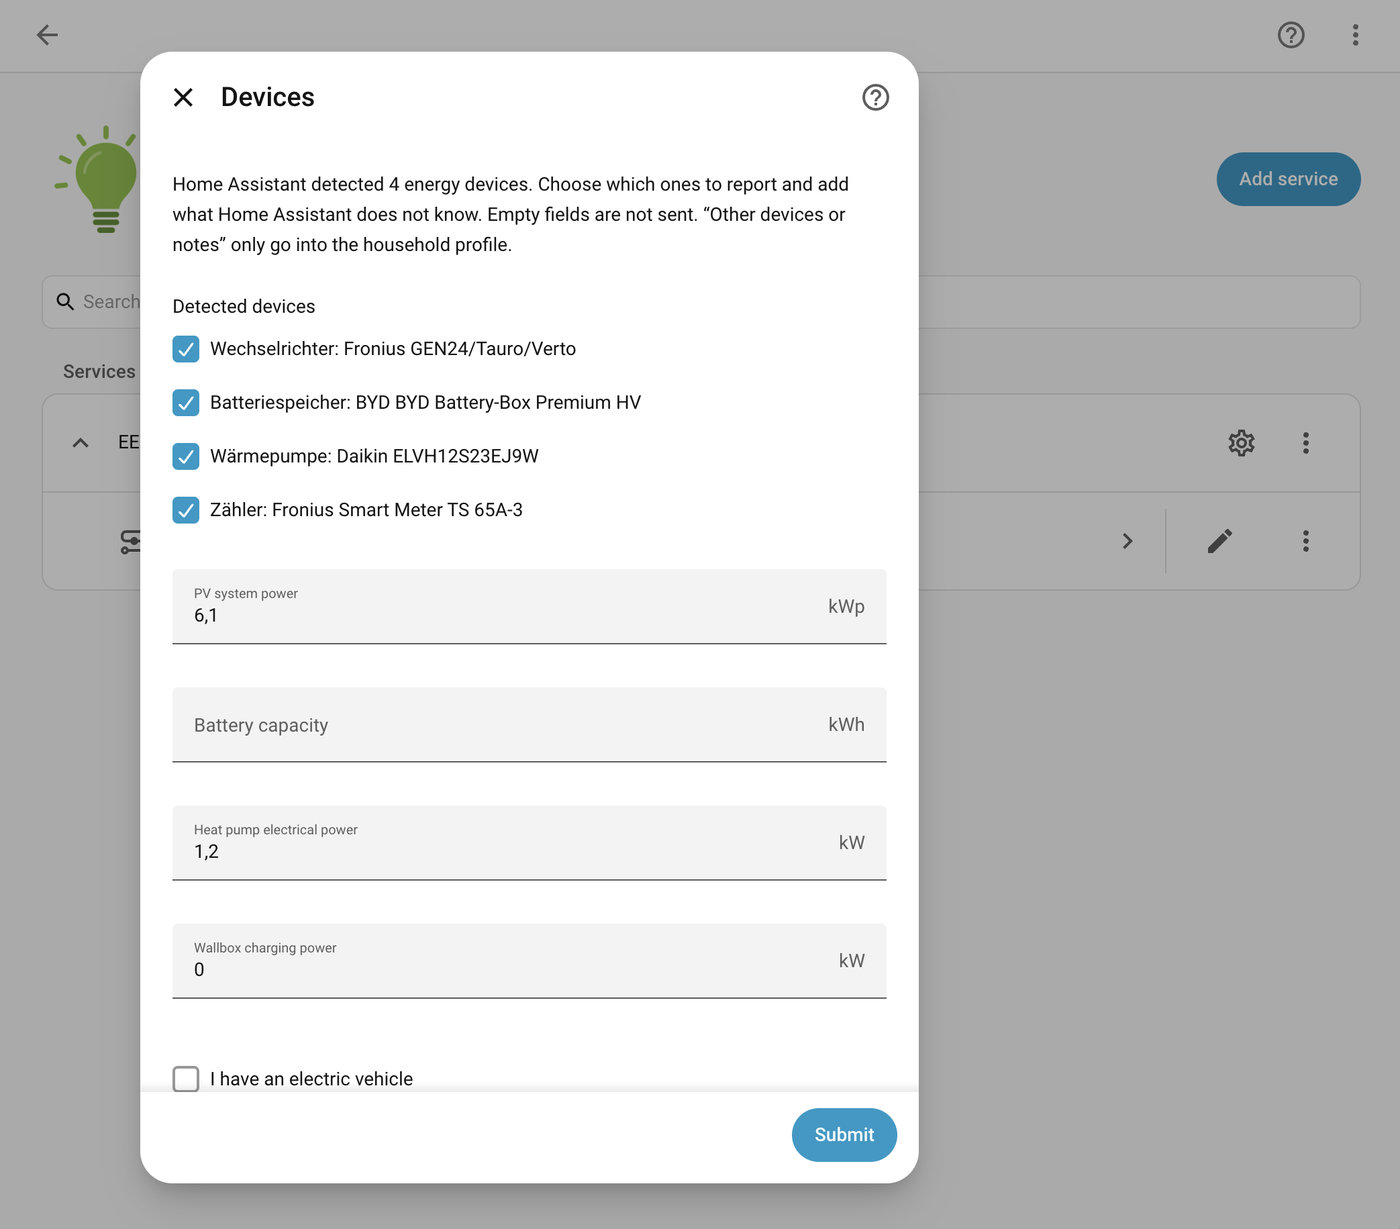 Devices
Add service
Home Assistant detected 4 energy devices. Choose which ones to report and add
what Home Assistant does not know. Empty fields are not sent. “Other devices or
notes” only go into the household profile.
Search
Detected devices
Wechselrichter: Fronius GEN24/Tauro/Verto
Services
Batteriespeicher: BYD BYD Battery-Box Premium HV
EE
Wärmepumpe: Daikin ELVH12S23EJ9W
Zähler: Fronius Smart Meter TS 65A-3
PV system power
6,1 kWp
Battery capacity kWh
Heat pump electrical power
1,2 kW
Wallbox charging power
0 kW
I have an electric vehicle
Submit